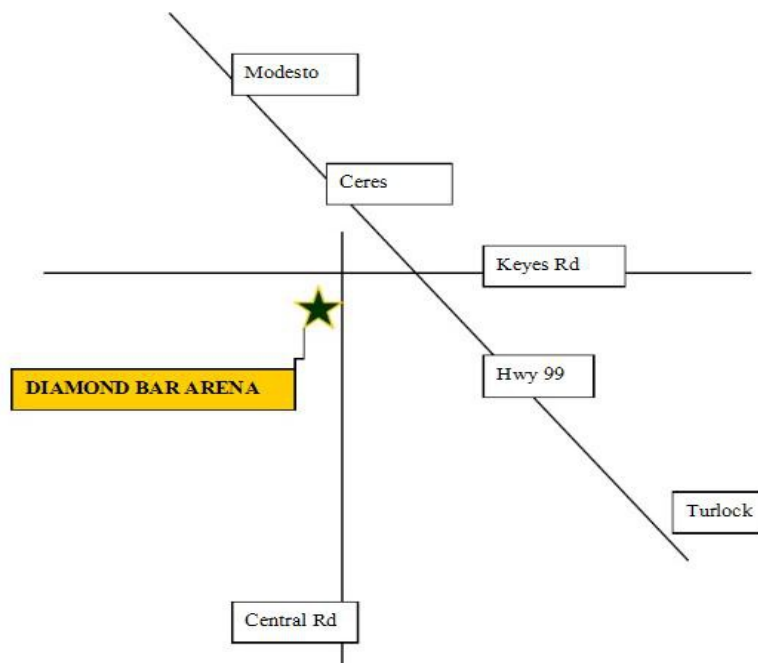 Modesto
Ceres
Keyes Rd
Hwy 99
DIAMOND BAR ARENA
Turlock
Central Rd